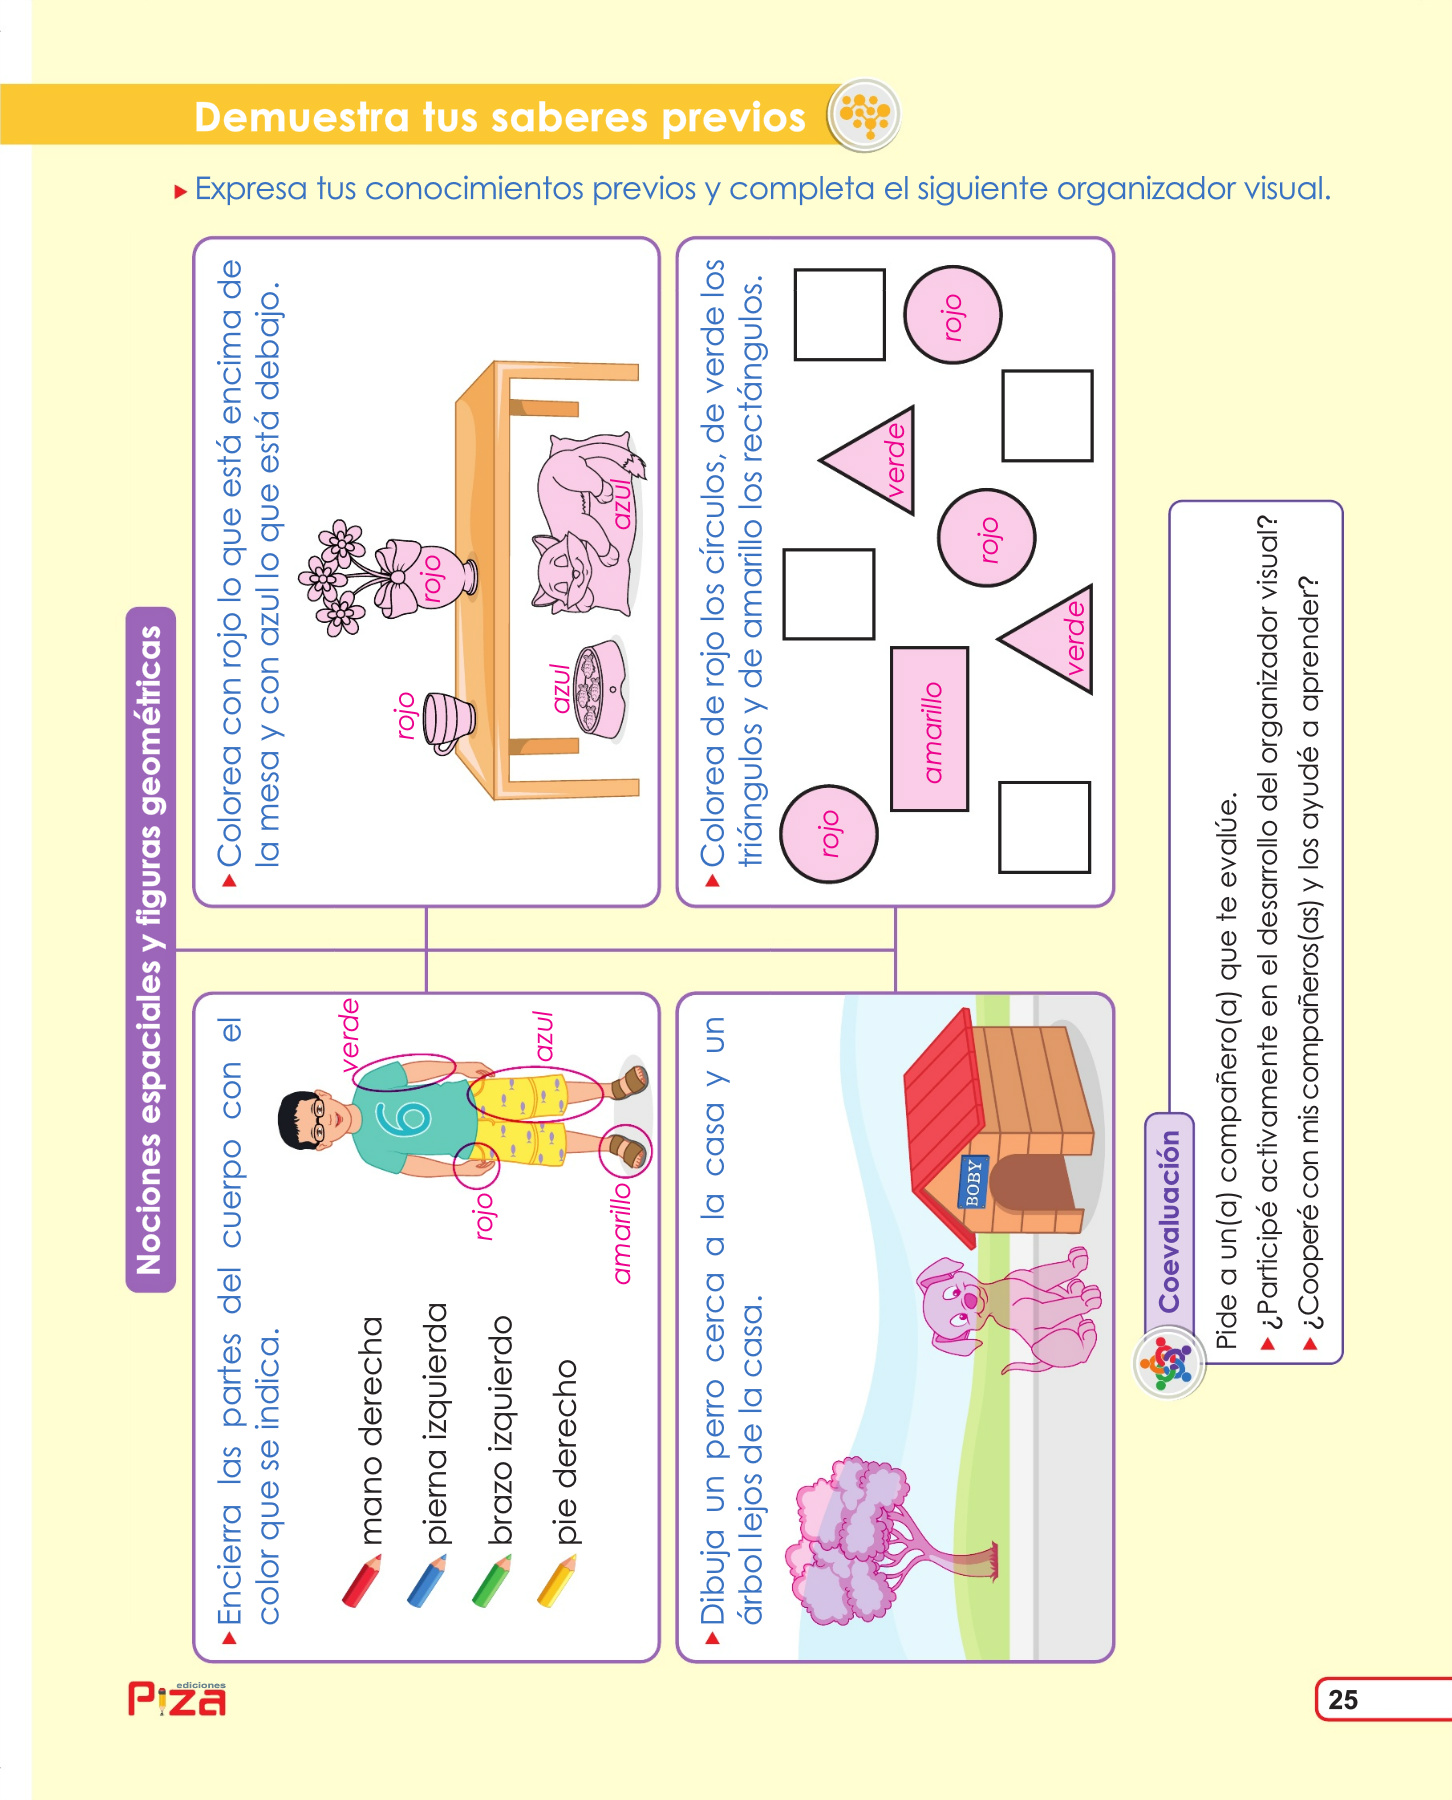 Demuestra tus saberes previos
Expresa tus conocimientos previos y completa el siguiente organizador visual.
Nociones espaciales y figuras geométricas
Encierra las partes del cuerpo con el
color que se indica.
mano derecha
pierna izquierda
brazo izquierdo
pie derecho
verde
azul
rojo
amarillo
6
Colorea con rojo lo que está encima de
la mesa y con azul lo que está debajo.
rojo
rojo
azul
azul
Dibuja un perro cerca a la casa y un
árbol lejos de la casa.
BOBY
Colorea de rojo los círculos, de verde los
triángulos y de amarillo los rectángulos.
rojo
amarillo
verde
rojo
verde
rojo
Coevaluación
Pide a un(a) compañero(a) que te evalúe.
¿Participé activamente en el desarrollo del organizador visual?
¿Cooperé con mis compañeros(as) y los ayudé a aprender?
ediciones
Piza
25